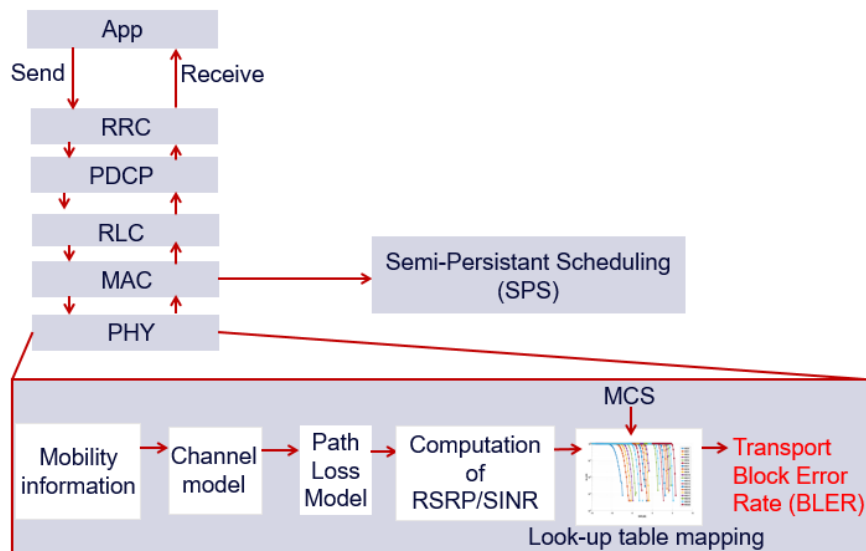 App
Send
Receive
RRC
PDCP
RLC
MAC
Semi-Persistant Scheduling
(SPS)
PHY
MCS
Mobility
information
Channel
model
Path
Loss
Model
Computation
of
RSRP/SINR
Look-up table mapping
Transport
Block Error
Rate (BLER)